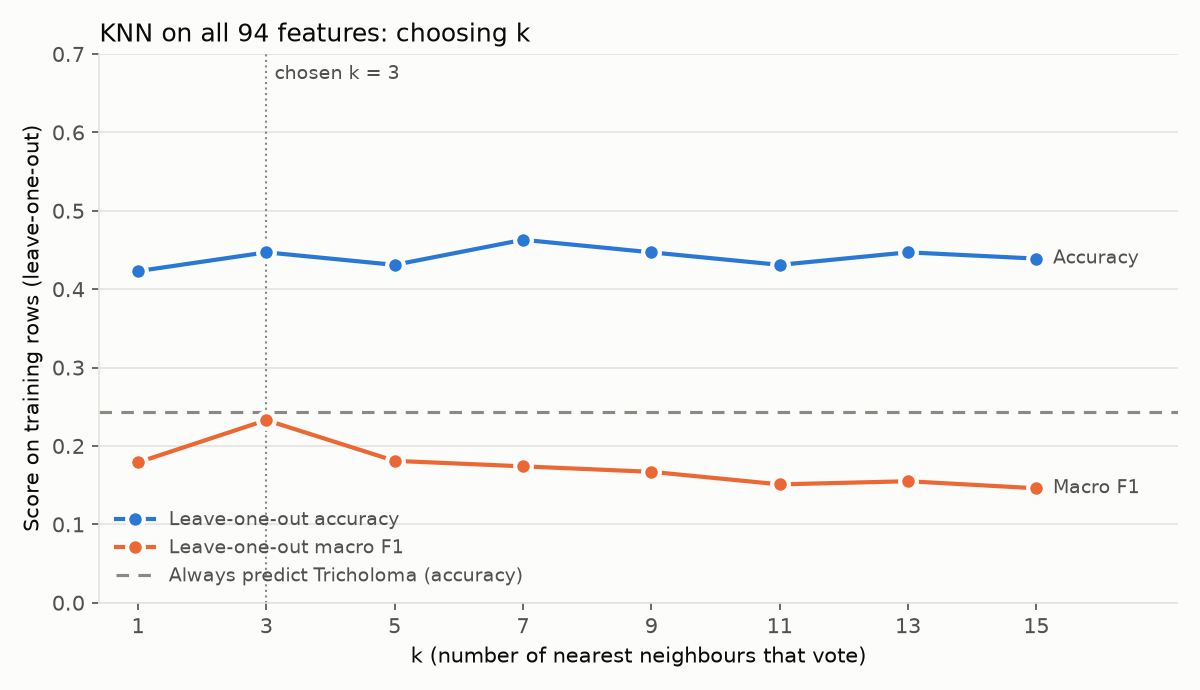 KNN on all 94 features: choosing k
chosen k = 3
Score on training rows (leave-one-out)
0.7
0.6
0.5
0.4
0.3
0.2
0.1
0.0
Accuracy
Macro F1
Leave-one-out accuracy
Leave-one-out macro F1
Always predict Tricholoma (accuracy)
1 3 5 7 9 11 13 15
k (number of nearest neighbours that vote)